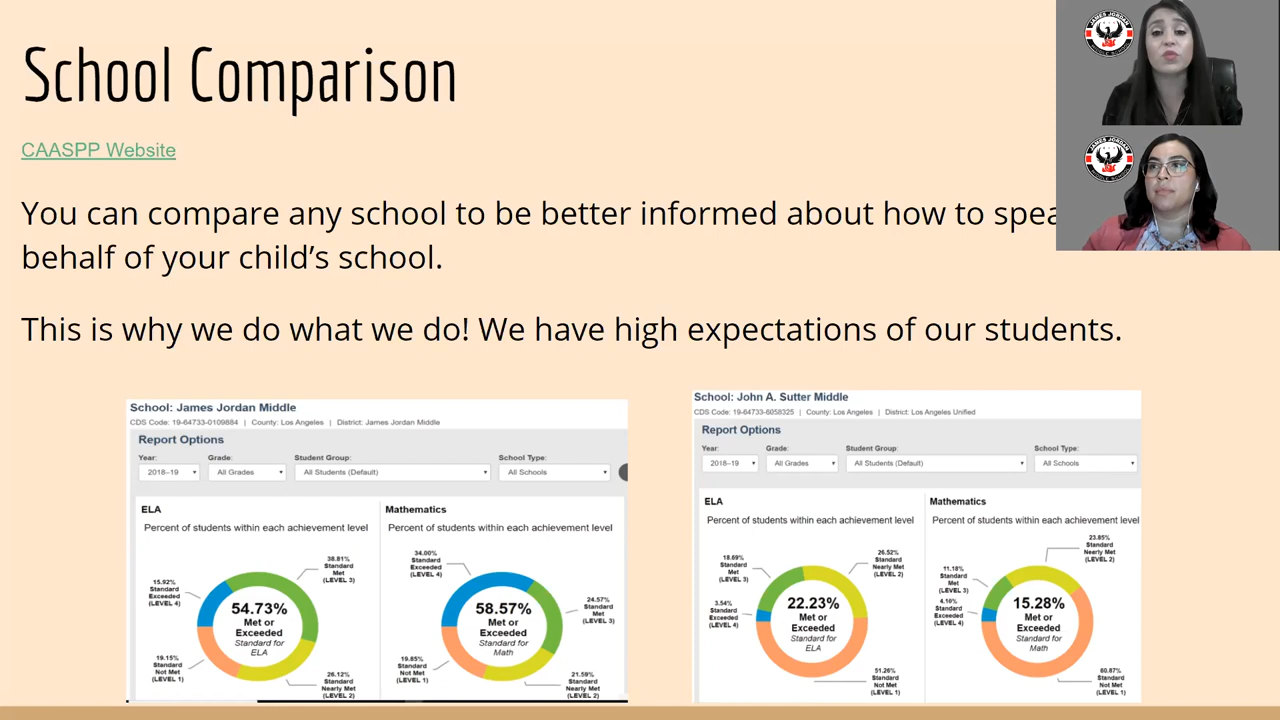 School Comparison
CAASPP Website
You can compare any school to be better informed about how to spea
behalf of your child's school.
This is why we do what we do! We have high expectations of our students.
School: James Jordan Middle
CDS Code: 19-64733-0109884 | County: Los Angeles | District: James Jordan Middle
Report Options
Year: Grade: Student Group: School Type:
2018–19 All Grades All Students (Default) All Schools
ELA
Percent of students within each achievement level
15.92%
Standard
Exceeded
(LEVEL 4)
38.81%
Standard
Met
(LEVEL 3)
54.73%
Met or
Exceeded
Standard for
ELA
19.15%
Standard
Not Met
(LEVEL 1)
26.12%
Standard
Nearly Met
(LEVEL 2)
Mathematics
Percent of students within each achievement level
34.00%
Standard
Exceeded
(LEVEL 4)
24.57%
Standard
Met
(LEVEL 3)
58.57%
Met or
Exceeded
Standard for
Math
19.85%
Standard
Not Met
(LEVEL 1)
21.59%
Standard
Nearly Met
(LEVEL 2)
School: John A. Sutter Middle
CDS Code: 19-64733-6058325 | County: Los Angeles | District: Los Angeles Unified
Report Options
Year: Grade: Student Group: School Type:
2018–19 All Grades All Students (Default) All Schools
ELA
Percent of students within each achievement level
18.69%
Standard
Met
(LEVEL 3)
26.52%
Standard
Nearly Met
(LEVEL 2)
3.54%
Standard
Exceeded
(LEVEL 4)
22.23%
Met or
Exceeded
Standard for
ELA
51.26%
Standard
Not Met
(LEVEL 1)
Mathematics
Percent of students within each achievement level
23.85%
Standard
Nearly Met
(LEVEL 2)
11.18%
Standard
Met
(LEVEL 3)
4.10%
Standard
Exceeded
(LEVEL 4)
15.28%
Met or
Exceeded
Standard for
Math
60.87%
Standard
Not Met
(LEVEL 1)
JAMES JORDAN
MIDDLE SCHOOL
JAMES JORDAN
MIDDLE SCHOOL